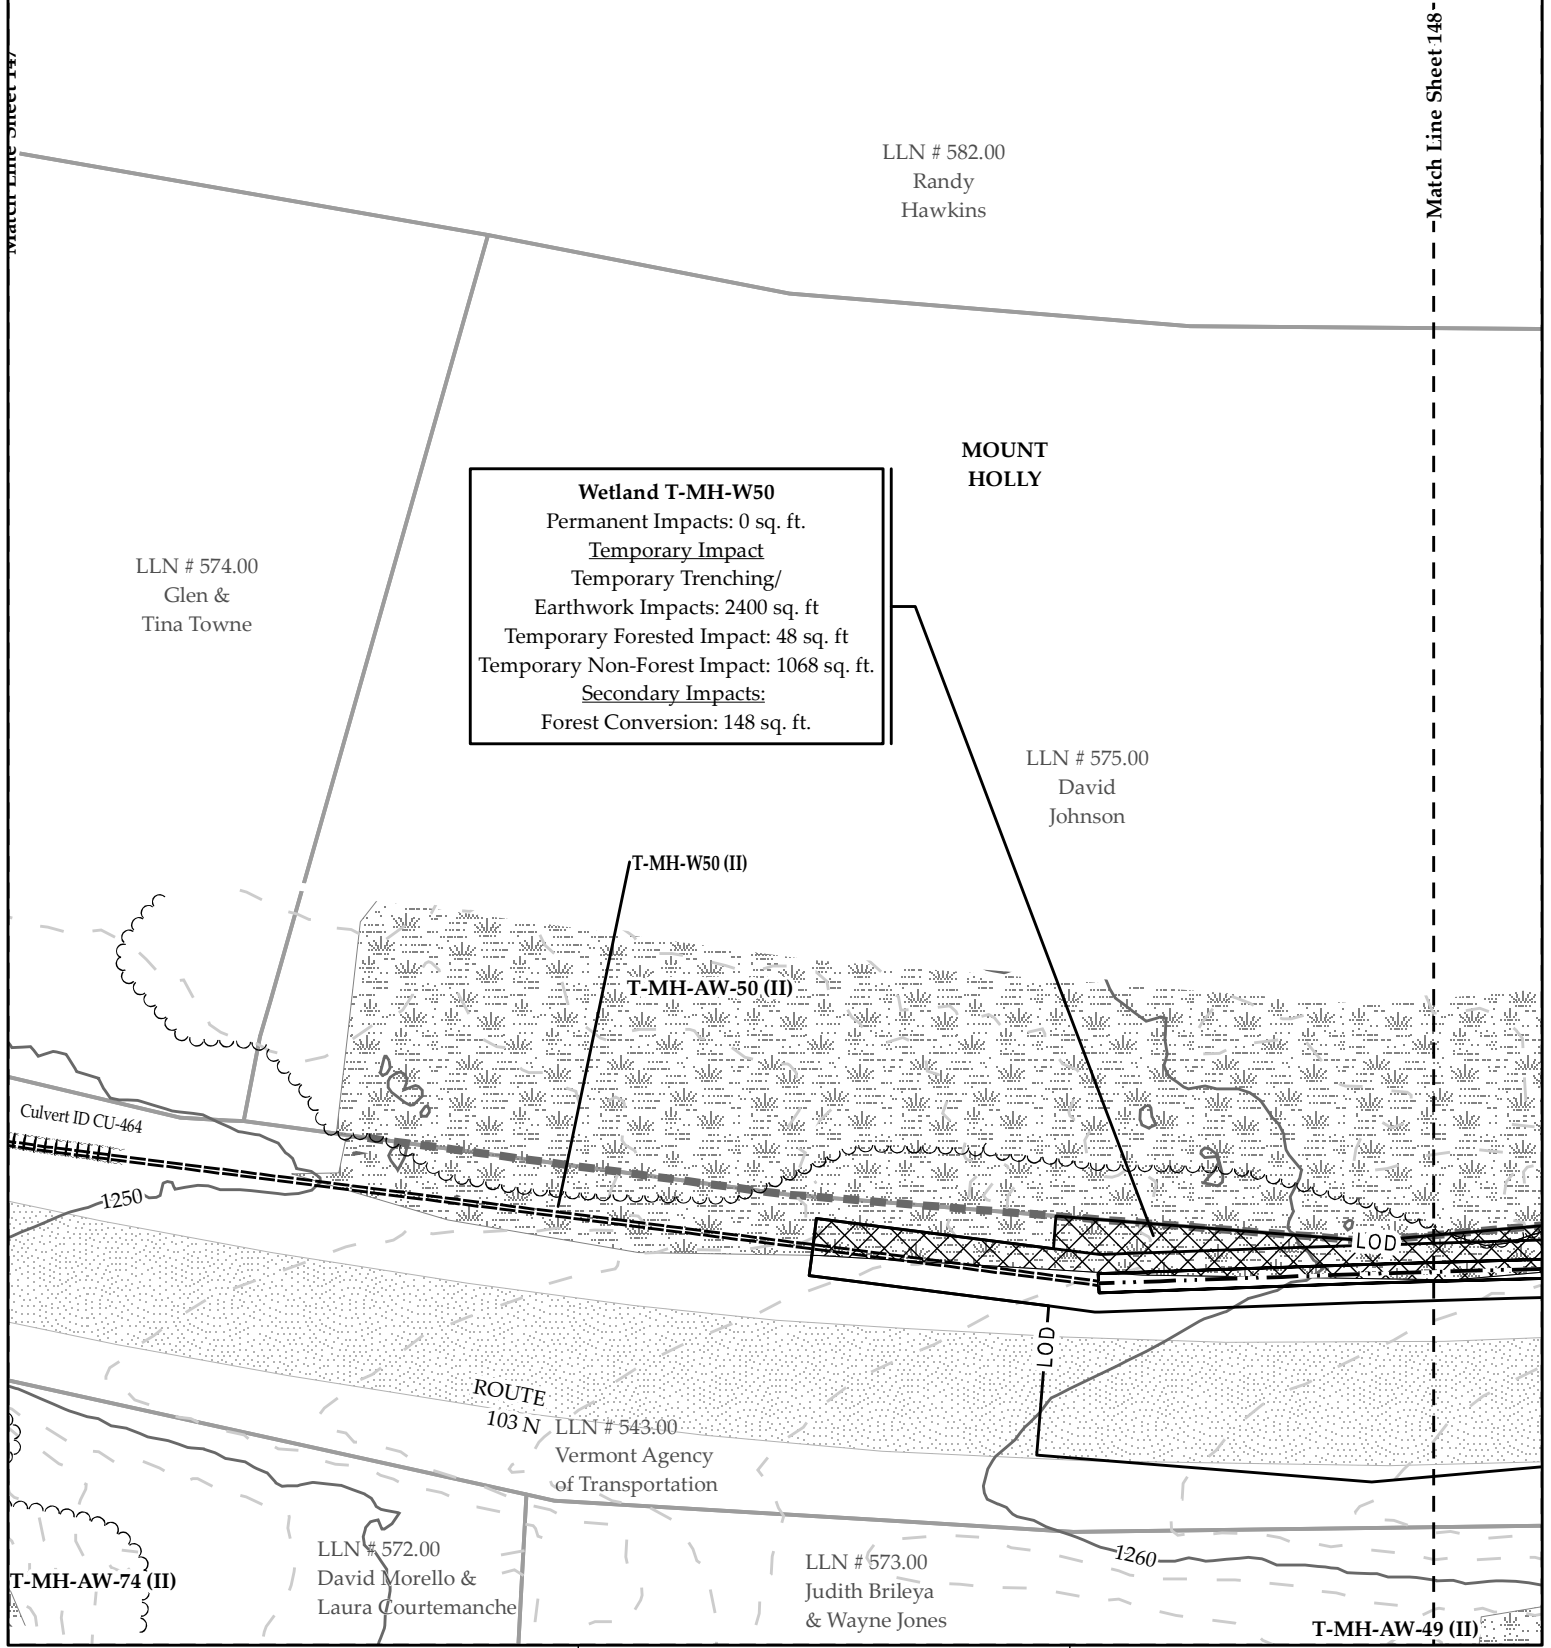 Match Line Sheet 147
Match Line Sheet 148
LLN # 582.00
Randy
Hawkins
MOUNT
HOLLY
Wetland T-MH-W50
Permanent Impacts: 0 sq. ft.
Temporary Impact
Temporary Trenching/
Earthwork Impacts: 2400 sq. ft
Temporary Forested Impact: 48 sq. ft
Temporary Non-Forest Impact: 1068 sq. ft.
Secondary Impacts:
Forest Conversion: 148 sq. ft.
LLN # 574.00
Glen &
Tina Towne
LLN # 575.00
David
Johnson
T-MH-W50 (II)
T-MH-AW-50 (II)
Culvert ID CU-464
1250
LOD
LOD
ROUTE
103 N
LLN # 543.00
Vermont Agency
of Transportation
LLN # 572.00
David Morello &
Laura Courtemanche
LLN # 573.00
Judith Brileya
& Wayne Jones
1260
T-MH-AW-74 (II)
T-MH-AW-49 (II)